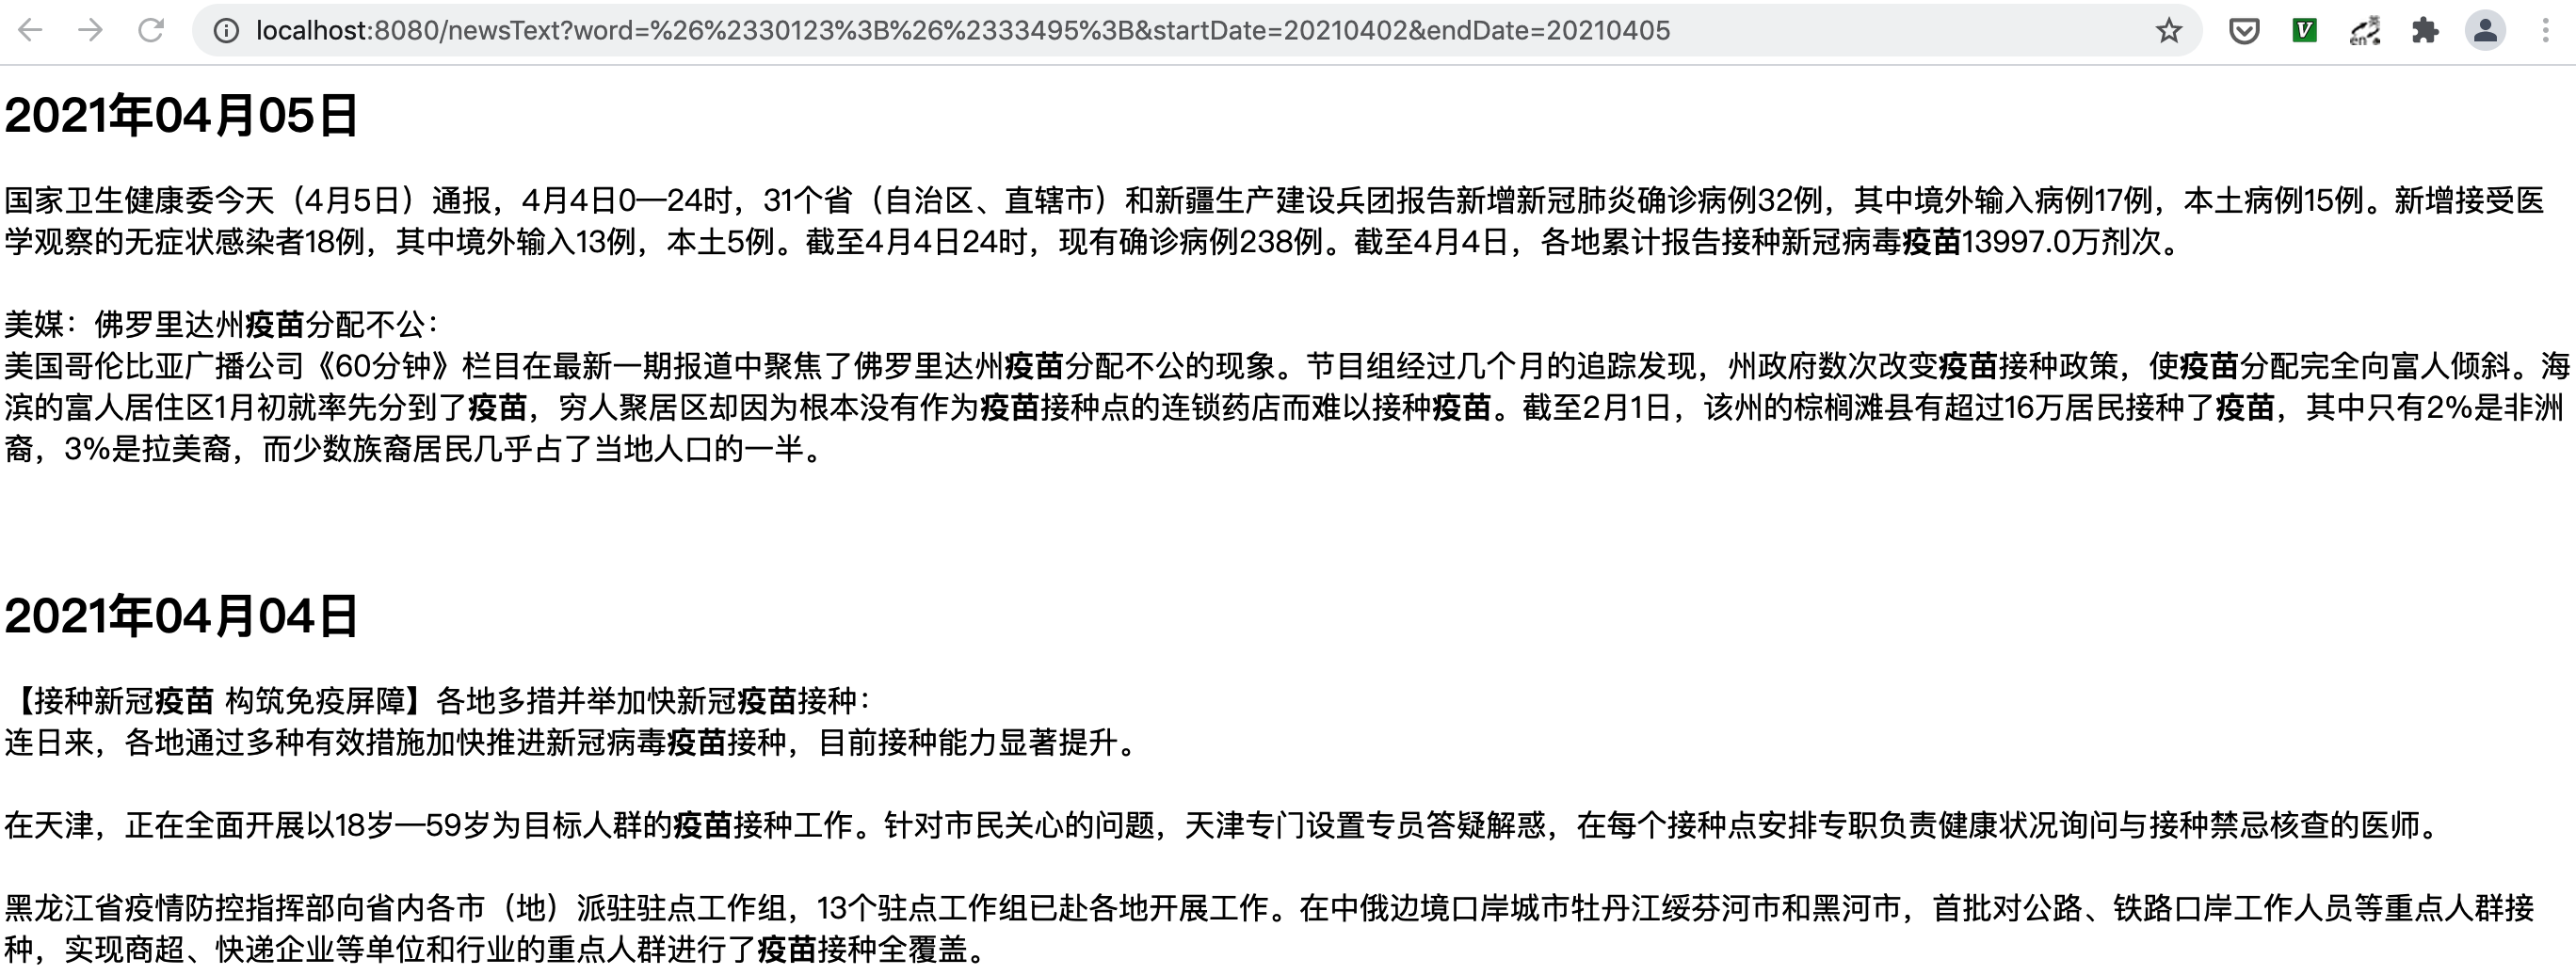 localhost:8080/newsText?word=%26%2330123%3B%26%2333495%3B&startDate=20210402&endDate=20210405
V
英
en
2021年04月05日
国家卫生健康委今天（4月5日）通报，4月4日0—24时，31个省（自治区、直辖市）和新疆生产建设兵团报告新增新冠肺炎确诊病例32例，其中境外输入病例17例，本土病例15例。新增接受医
学观察的无症状感染者18例，其中境外输入13例，本土5例。截至4月4日24时，现有确诊病例238例。截至4月4日，各地累计报告接种新冠病毒疫苗13997.0万剂次。
美媒：佛罗里达州疫苗分配不公：
美国哥伦比亚广播公司《60分钟》栏目在最新一期报道中聚焦了佛罗里达州疫苗分配不公的现象。节目组经过几个月的追踪发现，州政府数次改变疫苗接种政策，使疫苗分配完全向富人倾斜。海
滨的富人居住区1月初就率先分到了疫苗，穷人聚居区却因为根本没有作为疫苗接种点的连锁药店而难以接种疫苗。截至2月1日，该州的棕榈滩县有超过16万居民接种了疫苗，其中只有2%是非洲
裔，3%是拉美裔，而少数族裔居民几乎占了当地人口的一半。
2021年04月04日
【接种新冠疫苗 构筑免疫屏障】各地多措并举加快新冠疫苗接种：
连日来，各地通过多种有效措施加快推进新冠病毒疫苗接种，目前接种能力显著提升。
在天津，正在全面开展以18岁—59岁为目标人群的疫苗接种工作。针对市民关心的问题，天津专门设置专员答疑解惑，在每个接种点安排专职负责健康状况询问与接种禁忌核查的医师。
黑龙江省疫情防控指挥部向省内各市（地）派驻驻点工作组，13个驻点工作组已赴各地开展工作。在中俄边境口岸城市牡丹江绥芬河市和黑河市，首批对公路、铁路口岸工作人员等重点人群接
种，实现商超、快递企业等单位和行业的重点人群进行了疫苗接种全覆盖。